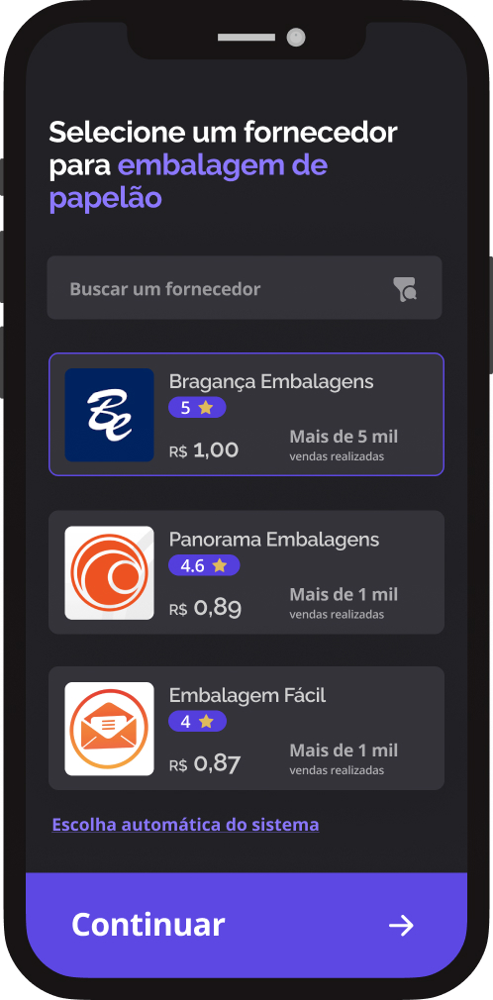 Selecione um fornecedor
para embalagem de
papelão
Buscar um fornecedor
Be
Bragança Embalagens
5
R$ 1,00
Mais de 5 mil
vendas realizadas
Panorama Embalagens
4.6
R$ 0,89
Mais de 1 mil
vendas realizadas
Embalagem Fácil
4
R$ 0,87
Mais de 1 mil
vendas realizadas
Escolha automática do sistema
Continuar